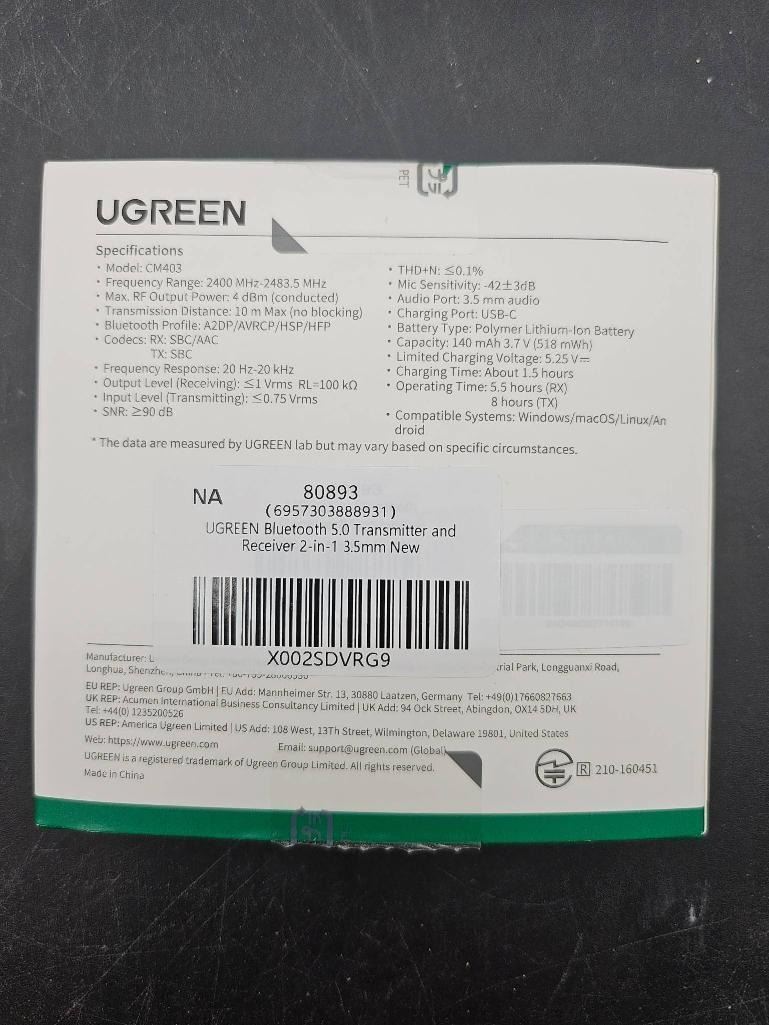 PET
UGREEN
Specifications
• Model: CM403
• Frequency Range: 2400 MHz-2483.5 MHz
• Max. RF Output Power: 4 dBm (conducted)
• Transmission Distance: 10 m Max (no blocking)
• Bluetooth Profile: A2DP/AVRCP/HSP/HFP
• Codecs: RX: SBC/AAC
TX: SBC
• Frequency Response: 20 Hz-20 kHz
• Output Level (Receiving): ≤1 Vrms RL=100 kΩ
• Input Level (Transmitting): ≤0.75 Vrms
• SNR: ≥90 dB
• THD+N: ≤0.1%
• Mic Sensitivity: -42±3dB
• Audio Port: 3.5 mm audio
• Charging Port: USB-C
• Battery Type: Polymer Lithium-Ion Battery
• Capacity: 140 mAh 3.7 V (518 mWh)
• Limited Charging Voltage: 5.25 V⎓
• Charging Time: About 1.5 hours
• Operating Time: 5.5 hours (RX)
8 hours (TX)
• Compatible Systems: Windows/macOS/Linux/An
droid
* The data are measured by UGREEN lab but may vary based on specific circumstances.
NA
80893
(6957303888931)
UGREEN Bluetooth 5.0 Transmitter and
Receiver 2-in-1 3.5mm New
X002SDVRG9
Manufacturer: Park, Longguanxi Road,
Longhua, Shenzhen,
EU REP: Ugreen Group GmbH | EU Add: Mannheimer Str. 13, 30880 Laatzen, Germany Tel: +49(0)17660827663
UK REP: Acumen International Business Consultancy Limited | UK Add: 94 Ock Street, Abingdon, OX14 5DH, UK
Tel: +44(0) 1235200526
US REP: America Ugreen Limited | US Add: 108 West, 13Th Street, Wilmington, Delaware 19801, United States
Web: https://www.ugreen.com Email: support@ugreen.com (Global)
UGREEN is a registered trademark of Ugreen Group Limited. All rights reserved.
Made in China
R 210-160451